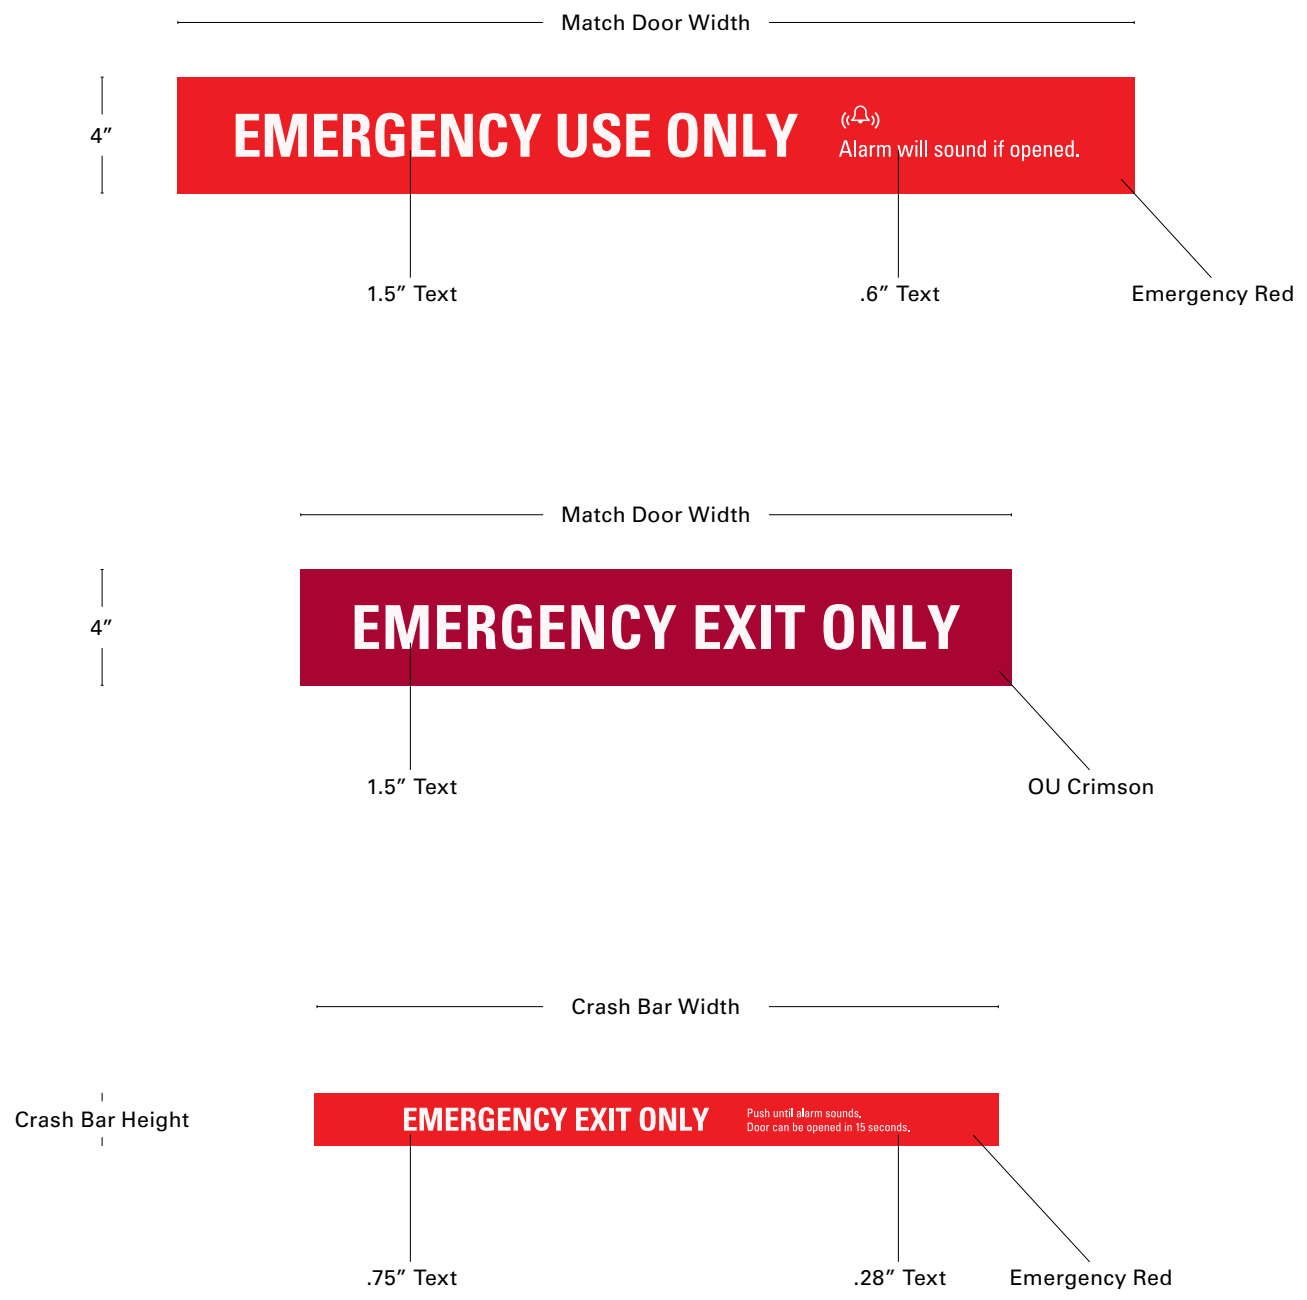 Match Door Width
4”
EMERGENCY USE ONLY
Alarm will sound if opened.
1.5” Text
.6” Text
Emergency Red
Match Door Width
4”
EMERGENCY EXIT ONLY
1.5” Text
OU Crimson
Crash Bar Width
Crash Bar Height
EMERGENCY EXIT ONLY
Push until alarm sounds.
Door can be opened in 15 seconds.
.75” Text
.28” Text
Emergency Red